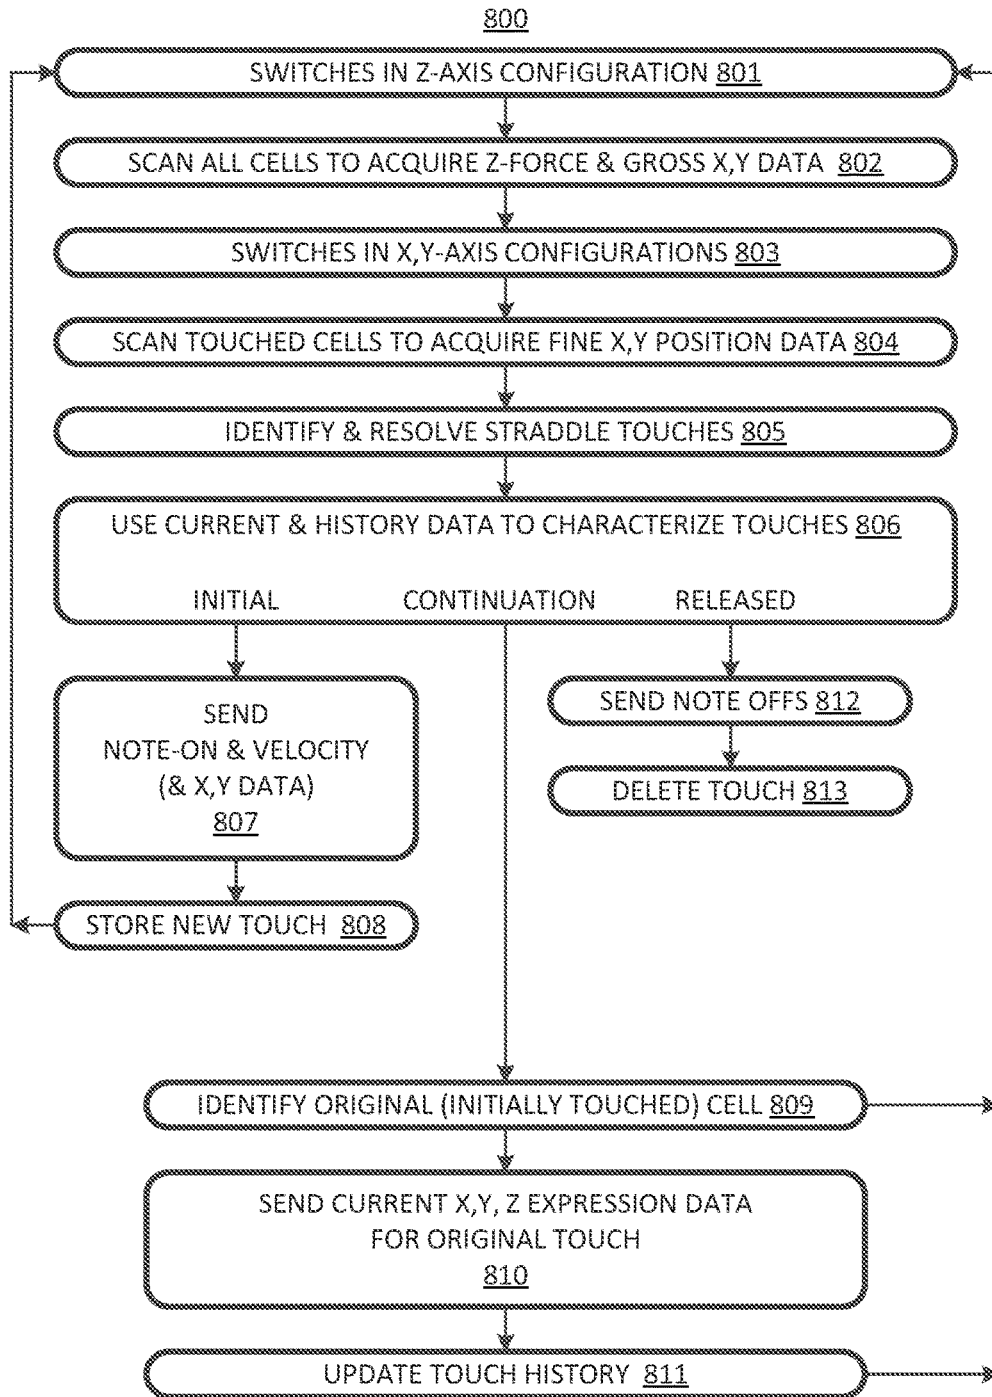 800
SWITCHES IN Z-AXIS CONFIGURATION 801
SCAN ALL CELLS TO ACQUIRE Z-FORCE & GROSS X,Y DATA 802
SWITCHES IN X,Y-AXIS CONFIGURATIONS 803
SCAN TOUCHED CELLS TO ACQUIRE FINE X,Y POSITION DATA 804
IDENTIFY & RESOLVE STRADDLE TOUCHES 805
USE CURRENT & HISTORY DATA TO CHARACTERIZE TOUCHES 806
INITIAL CONTINUATION RELEASED
SEND
NOTE-ON & VELOCITY
(& X,Y DATA)
807
STORE NEW TOUCH 808
SEND NOTE OFFS 812
DELETE TOUCH 813
IDENTIFY ORIGINAL (INITIALLY TOUCHED) CELL 809
SEND CURRENT X,Y, Z EXPRESSION DATA
FOR ORIGINAL TOUCH
810
UPDATE TOUCH HISTORY 811